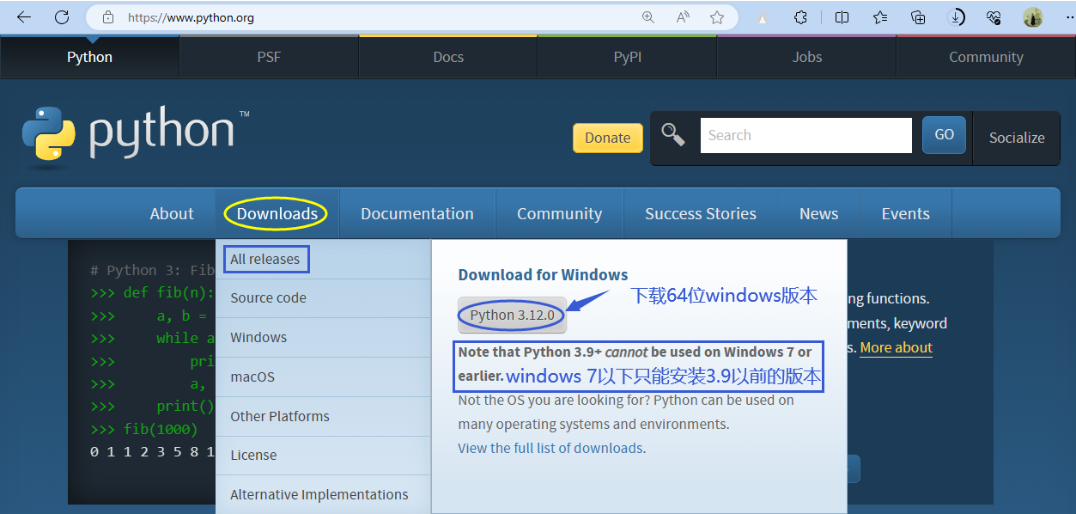 https://www.python.org
Python
PSF
Docs
PyPI
Jobs
Community
python™
Donate
Search
GO
Socialize
About
Downloads
Documentation
Community
Success Stories
News
Events
All releases
Source code
Windows
macOS
Other Platforms
License
Alternative Implementations
Download for Windows
下载64位windows版本
Python 3.12.0
Note that Python 3.9+ cannot be used on Windows 7 or
earlier.
windows 7以下只能安装3.9以前的版本
Not the OS you are looking for? Python can be used on
many operating systems and environments.
View the full list of downloads.
# Python 3: Fib
>>> def fib(n):
>>> a, b =
>>> while a
>>> pri
>>> a,
>>> print()
>>> fib(1000)
0 1 1 2 3 5 8 1
ng functions.
ments, keyword
s. More about